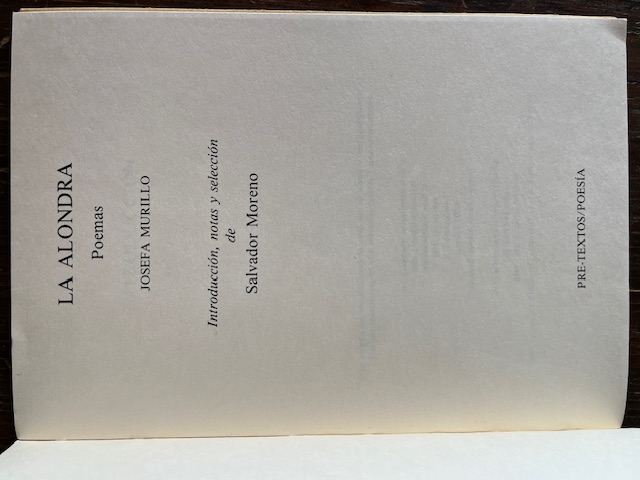 LA ALONDRA
Poemas
JOSEFA MURILLO
Introducción, notas y selección
de
Salvador Moreno
PRE-TEXTOS/POESÍA